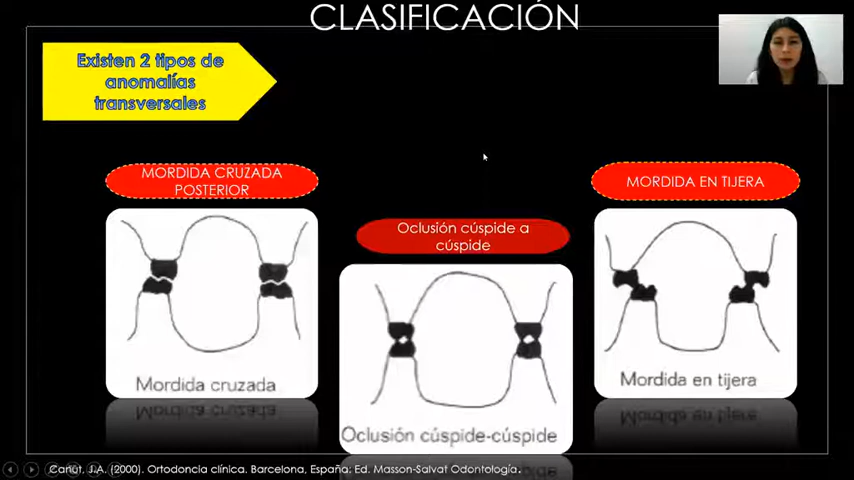 CLASIFICACIÓN
Existen 2 tipos de
anomalías
transversales
MORDIDA CRUZADA
POSTERIOR
Mordida cruzada
Oclusión cúspide a
cúspide
Oclusión cúspide-cúspide
MORDIDA EN TIJERA
Mordida en tijera
Canut, J.A. (2000). Ortodoncia clínica. Barcelona, España: Ed. Masson-Salvat Odontología.